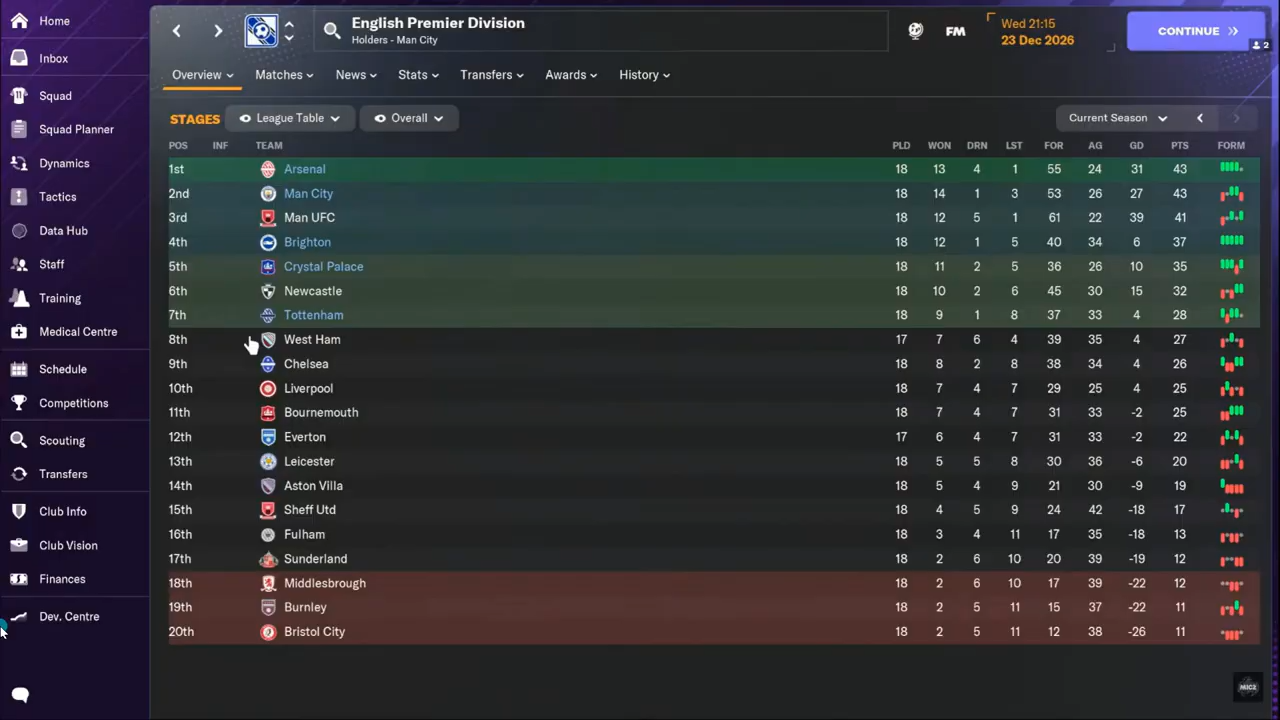 Home
Inbox
Squad
Squad Planner
Dynamics
Tactics
Data Hub
Staff
Training
Medical Centre
Schedule
Competitions
Scouting
Transfers
Club Info
Club Vision
Finances
Dev. Centre
English Premier Division
Holders - Man City
FM
Wed 21:15
23 Dec 2026
CONTINUE
2
Overview Matches News Stats Transfers Awards History
STAGES League Table Overall Current Season
POS INF TEAM PLD WON DRN LST FOR AG GD PTS FORM
1st Arsenal 18 13 4 1 55 24 31 43
2nd Man City 18 14 1 3 53 26 27 43
3rd Man UFC 18 12 5 1 61 22 39 41
4th Brighton 18 12 1 5 40 34 6 37
5th Crystal Palace 18 11 2 5 36 26 10 35
6th Newcastle 18 10 2 6 45 30 15 32
7th Tottenham 18 9 1 8 37 33 4 28
8th West Ham 17 7 6 4 39 35 4 27
9th Chelsea 18 8 2 8 38 34 4 26
10th Liverpool 18 7 4 7 29 25 4 25
11th Bournemouth 18 7 4 7 31 33 -2 25
12th Everton 17 6 4 7 31 33 -2 22
13th Leicester 18 5 5 8 30 36 -6 20
14th Aston Villa 18 5 4 9 21 30 -9 19
15th Sheff Utd 18 4 5 9 24 42 -18 17
16th Fulham 18 3 4 11 17 35 -18 13
17th Sunderland 18 2 6 10 20 39 -19 12
18th Middlesbrough 18 2 6 10 17 39 -22 12
19th Burnley 18 2 5 11 15 37 -22 11
20th Bristol City 18 2 5 11 12 38 -26 11
MICZ